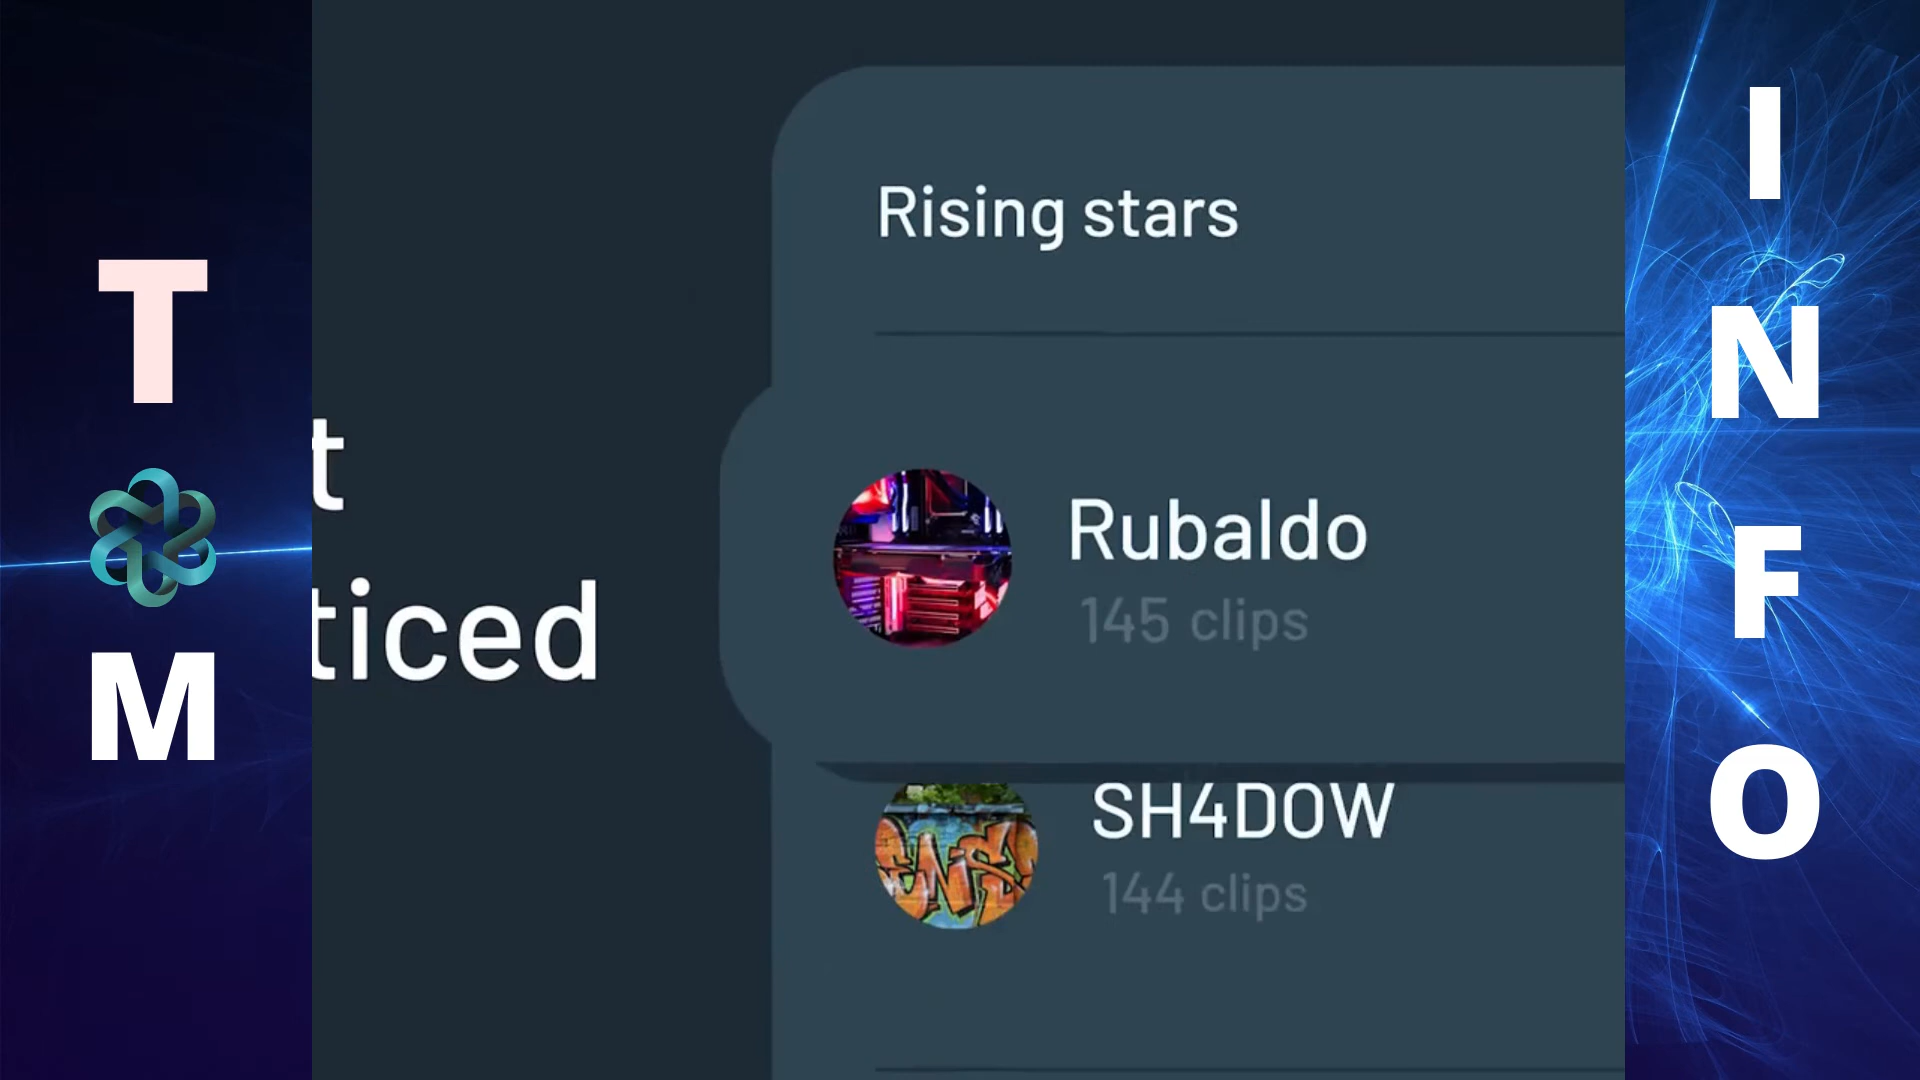 T
M
t
ticed
Rising stars
Rubaldo
145 clips
SH4DOW
144 clips
I
N
F
O